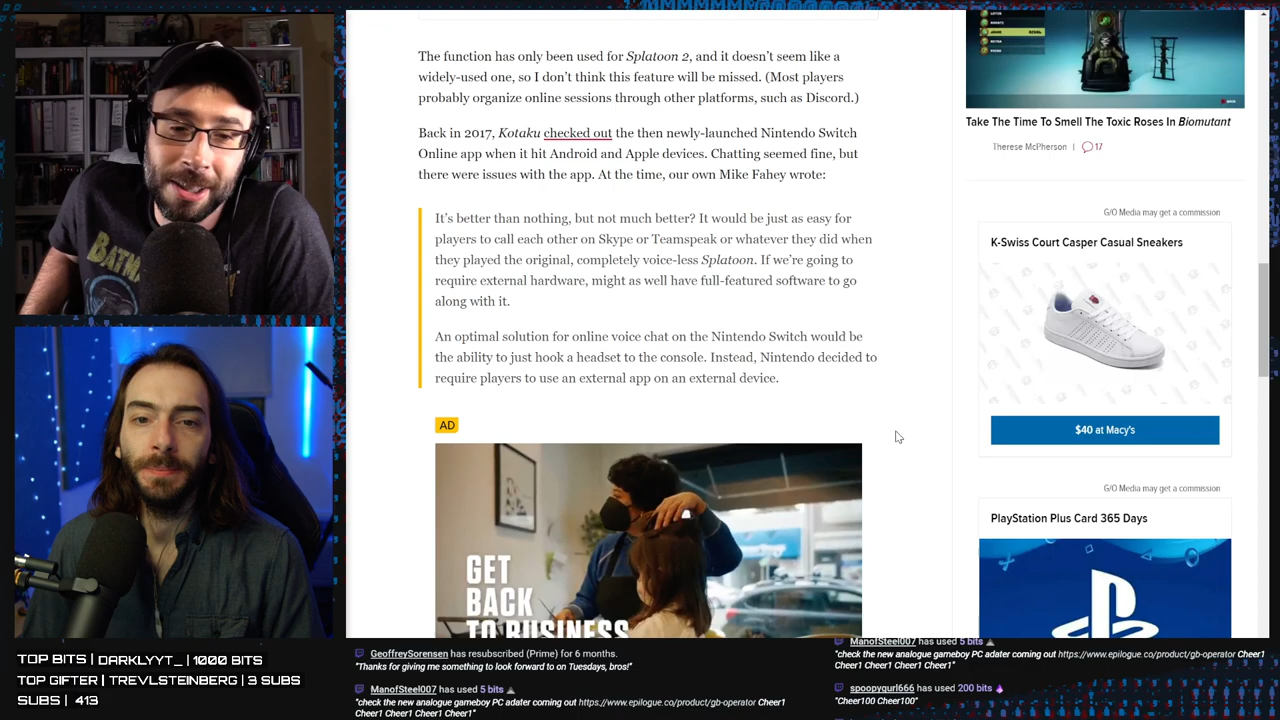 The function has only been used for Splatoon 2, and it doesn’t seem like a
widely-used one, so I don’t think this feature will be missed. (Most players
probably organize online sessions through other platforms, such as Discord.)
Back in 2017, Kotaku checked out the then newly-launched Nintendo Switch
Online app when it hit Android and Apple devices. Chatting seemed fine, but
there were issues with the app. At the time, our own Mike Fahey wrote:
It’s better than nothing, but not much better? It would be just as easy for
players to call each other on Skype or Teamspeak or whatever they did when
they played the original, completely voice-less Splatoon. If we’re going to
require external hardware, might as well have full-featured software to go
along with it.
An optimal solution for online voice chat on the Nintendo Switch would be
the ability to just hook a headset to the console. Instead, Nintendo decided to
require players to use an external app on an external device.
AD
GET
BACK
TO BUSINESS
Take The Time To Smell The Toxic Roses In Biomutant
Therese McPherson | 17
G/O Media may get a commission
K-Swiss Court Casper Casual Sneakers
$40 at Macy's
G/O Media may get a commission
PlayStation Plus Card 365 Days
BAT
TOP BITS | DARKLYYT_ | 1000 BITS
TOP GIFTER | TREVLSTEINBERG | 3 SUBS
SUBS | 413
GeoffreySorensen has resubscribed (Prime) for 6 months.
"Thanks for giving me something to look forward to on Tuesdays, bros!"
ManofSteel007 has used 5 bits
"check the new analogue gameboy PC adater coming out https://www.epilogue.co/product/gb-operator Cheer1
Cheer1 Cheer1 Cheer1 Cheer1"
ManofSteel007 has used 5 bits
"check the new analogue gameboy PC adater coming out https://www.epilogue.co/product/gb-operator Cheer1
Cheer1 Cheer1 Cheer1 Cheer1"
spoopygurl666 has used 200 bits
"Cheer100 Cheer100"